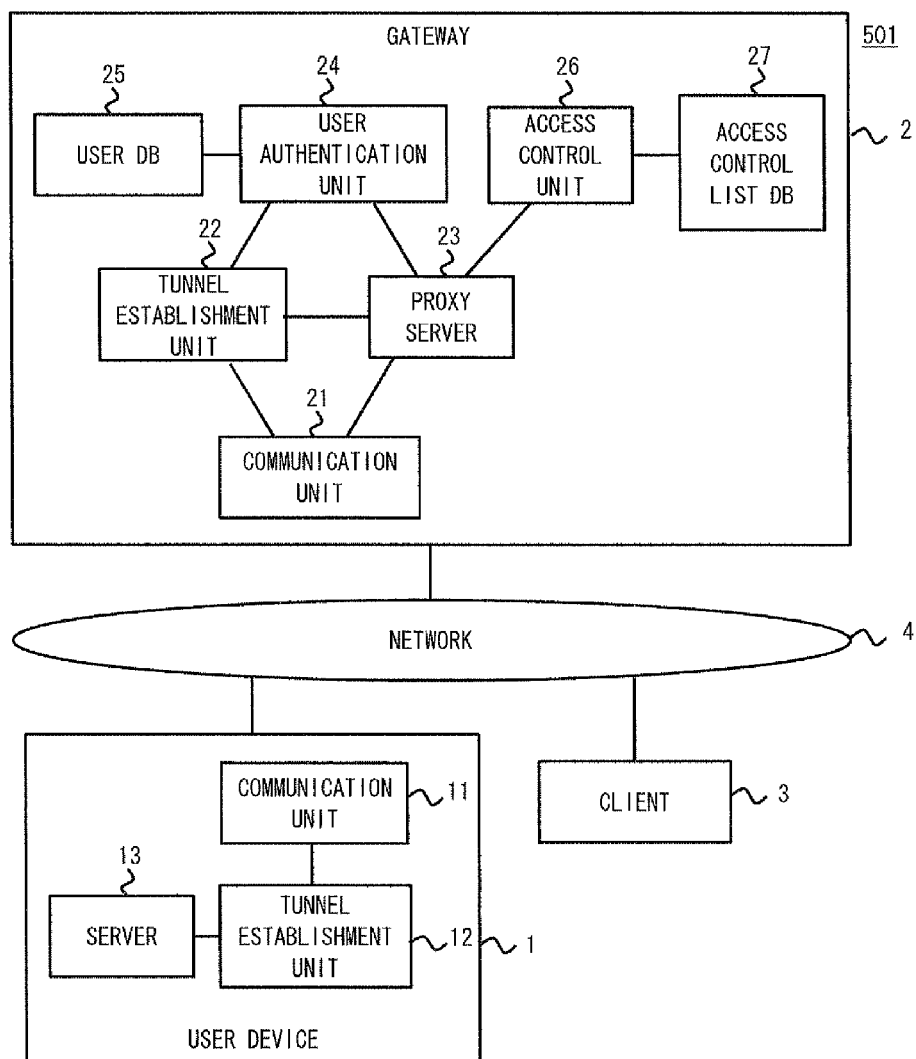 GATEWAY
501
25
24
26
27
USER DB
USER
AUTHENTICATION
UNIT
ACCESS
CONTROL
UNIT
ACCESS
CONTROL
LIST DB
2
22
23
TUNNEL
ESTABLISHMENT
UNIT
PROXY
SERVER
21
COMMUNICATION
UNIT
NETWORK
4
COMMUNICATION
UNIT
11
CLIENT
3
13
SERVER
TUNNEL
ESTABLISHMENT
UNIT
12
1
USER DEVICE